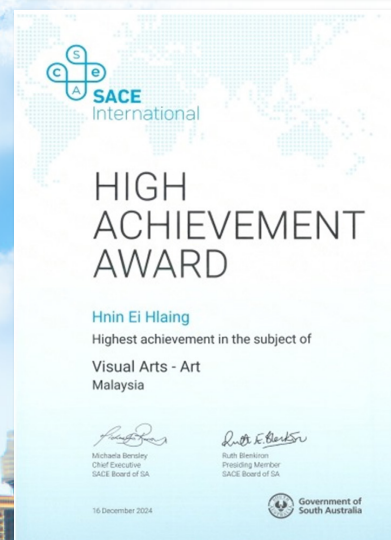 SACE
SACE
International
HIGH
ACHIEVEMENT
AWARD
Hnin Ei Hlaing
Highest achievement in the subject of
Visual Arts - Art
Malaysia
Michaela Bensley
Chief Executive
SACE Board of SA
Ruth Blenkiron
Presiding Member
SACE Board of SA
16 December 2024
Government of
South Australia